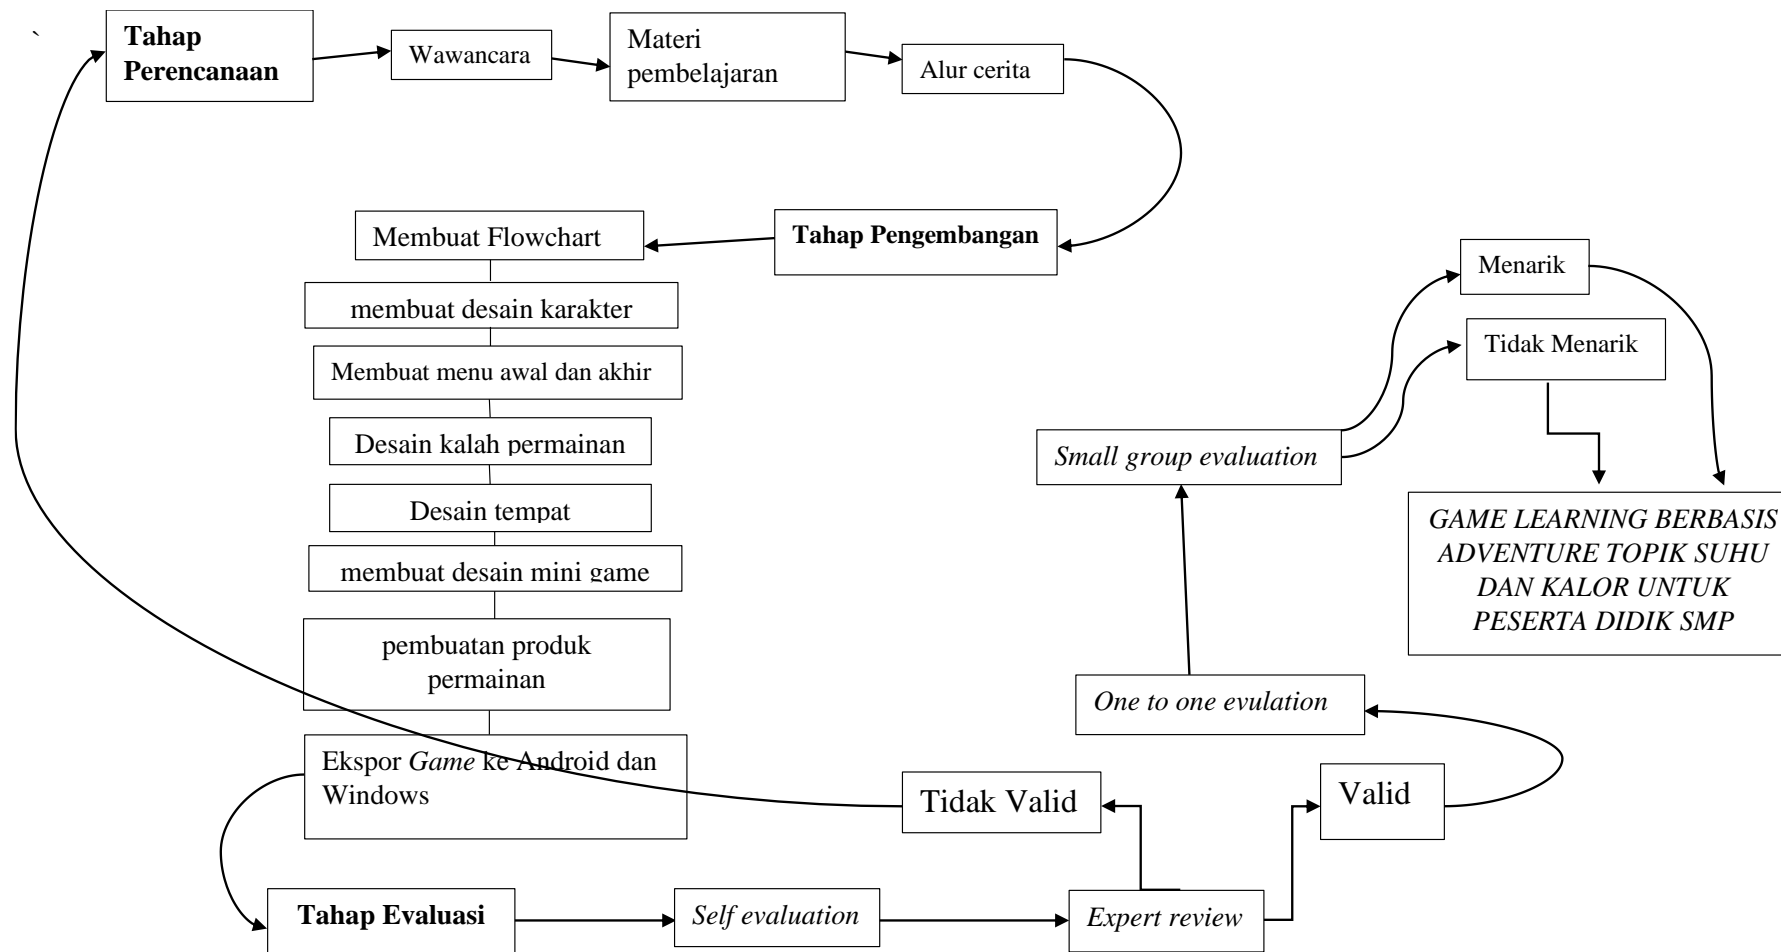 `
Tahap
Perencanaan
Wawancara
Materi
pembelajaran
Alur cerita
Tahap Pengembangan
Membuat Flowchart
membuat desain karakter
Membuat menu awal dan akhir
Desain kalah permainan
Desain tempat
membuat desain mini game
pembuatan produk
permainan
Ekspor Game ke Android dan
Windows
Tahap Evaluasi
Self evaluation
Expert review
Tidak Valid
Valid
One to one evulation
Small group evaluation
Menarik
Tidak Menarik
GAME LEARNING BERBASIS
ADVENTURE TOPIK SUHU
DAN KALOR UNTUK
PESERTA DIDIK SMP